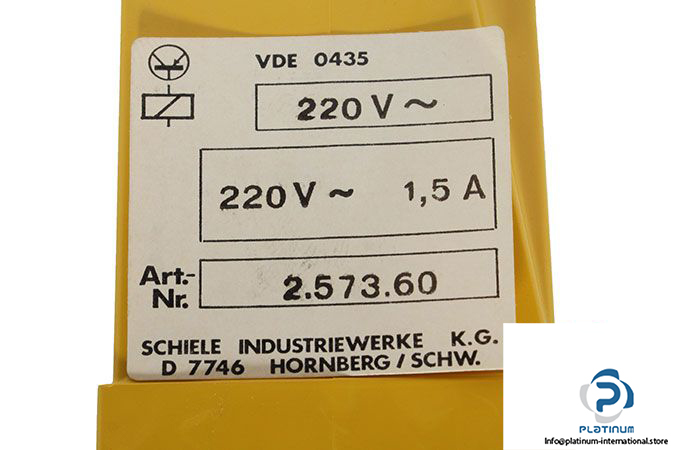 VDE 0435
220 V ~
220 V ~ 1,5 A
Art.-
Nr. 2.573.60
SCHIELE INDUSTRIEWERKE K.G.
D 7746 HORNBERG / SCHW.
PLATINUM
Info@platinum-international.store